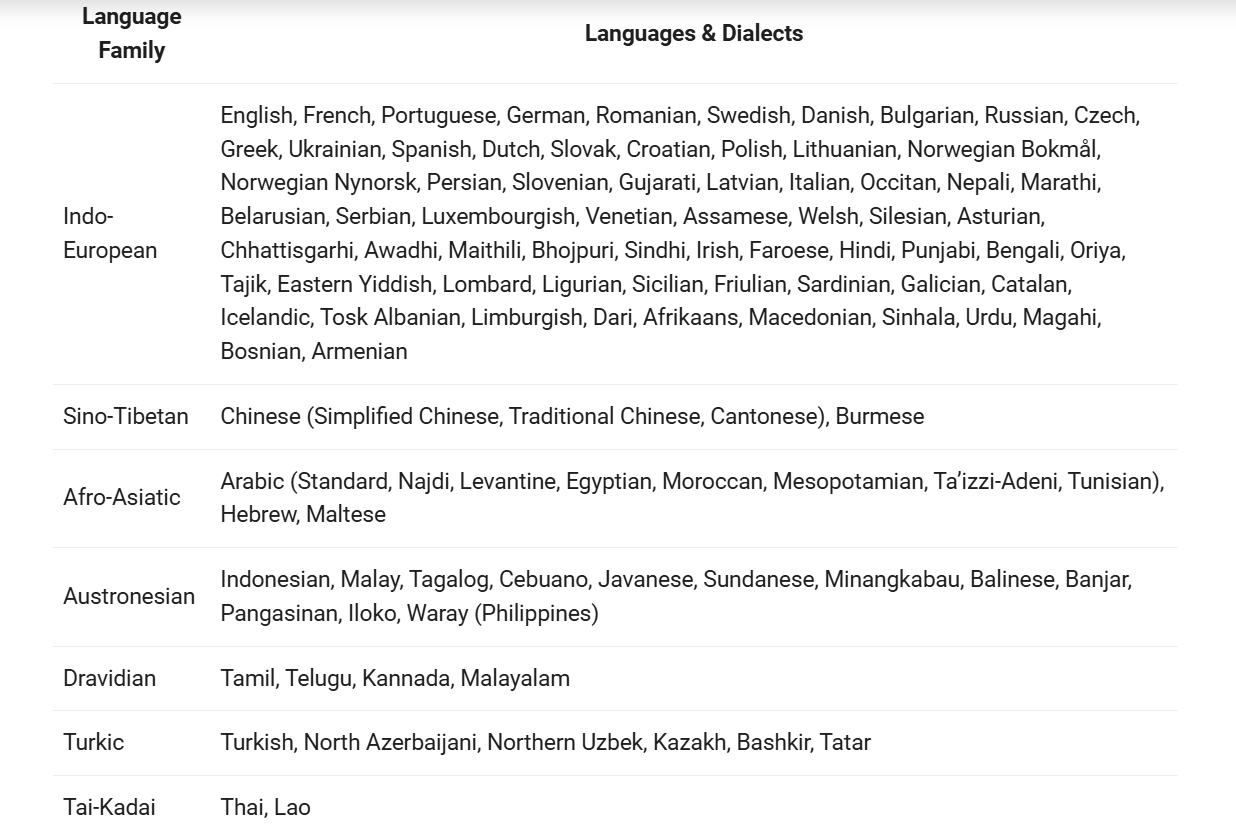 Language
Family
Languages & Dialects
Indo-
European
English, French, Portuguese, German, Romanian, Swedish, Danish, Bulgarian, Russian, Czech,
Greek, Ukrainian, Spanish, Dutch, Slovak, Croatian, Polish, Lithuanian, Norwegian Bokmål,
Norwegian Nynorsk, Persian, Slovenian, Gujarati, Latvian, Italian, Occitan, Nepali, Marathi,
Belarusian, Serbian, Luxembourgish, Venetian, Assamese, Welsh, Silesian, Asturian,
Chhattisgarhi, Awadhi, Maithili, Bhojpuri, Sindhi, Irish, Faroese, Hindi, Punjabi, Bengali, Oriya,
Tajik, Eastern Yiddish, Lombard, Ligurian, Sicilian, Friulian, Sardinian, Galician, Catalan,
Icelandic, Tosk Albanian, Limburgish, Dari, Afrikaans, Macedonian, Sinhala, Urdu, Magahi,
Bosnian, Armenian
Sino-Tibetan
Chinese (Simplified Chinese, Traditional Chinese, Cantonese), Burmese
Afro-Asiatic
Arabic (Standard, Najdi, Levantine, Egyptian, Moroccan, Mesopotamian, Ta’izzi-Adeni, Tunisian),
Hebrew, Maltese
Austronesian
Indonesian, Malay, Tagalog, Cebuano, Javanese, Sundanese, Minangkabau, Balinese, Banjar,
Pangasinan, Iloko, Waray (Philippines)
Dravidian
Tamil, Telugu, Kannada, Malayalam
Turkic
Turkish, North Azerbaijani, Northern Uzbek, Kazakh, Bashkir, Tatar
Tai-Kadai
Thai, Lao